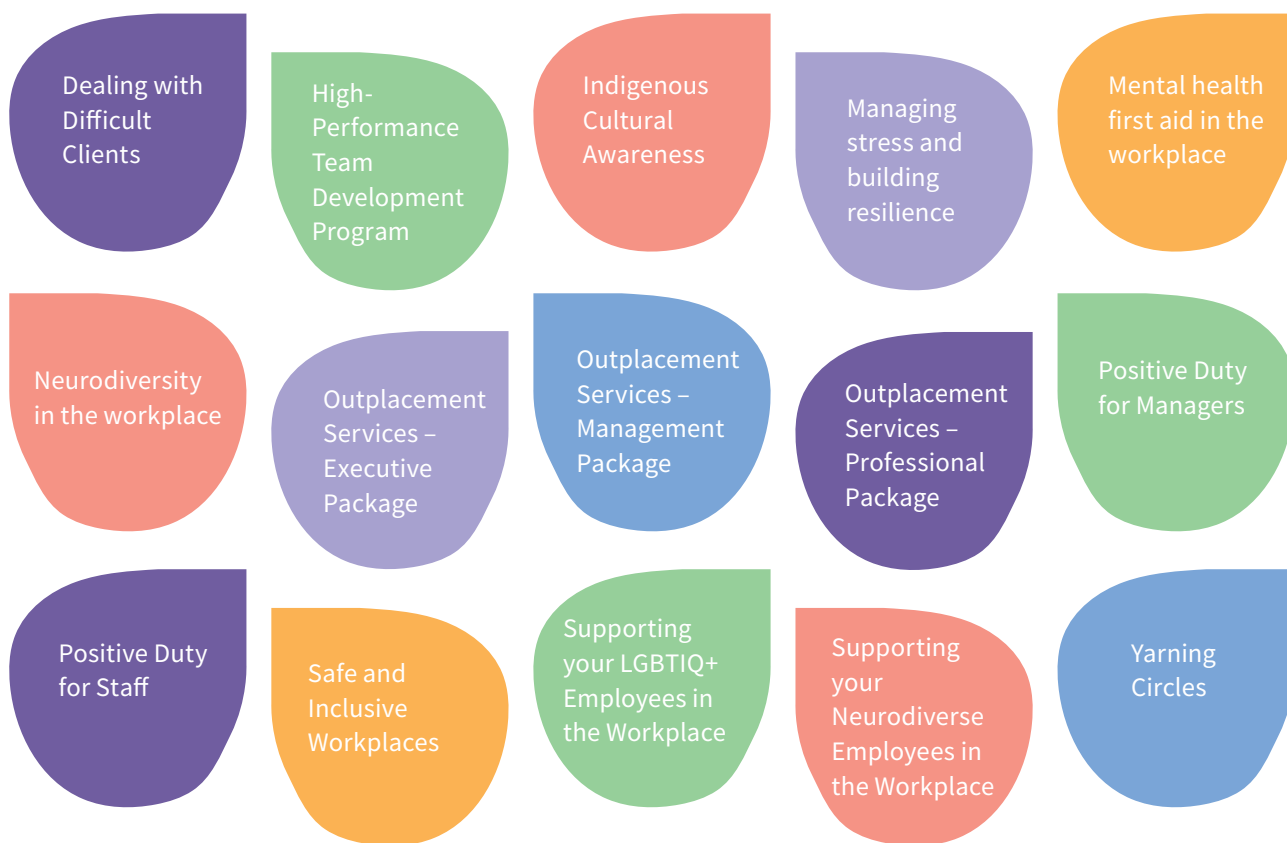 Dealing with
Difficult
Clients
High-
Performance
Team
Development
Program
Indigenous
Cultural
Awareness
Managing
stress and
building
resilience
Mental health
first aid in the
workplace
Neurodiversity
in the workplace
Outplacement
Services –
Executive
Package
Outplacement
Services –
Management
Package
Outplacement
Services –
Professional
Package
Positive Duty
for Managers
Positive Duty
for Staff
Safe and
Inclusive
Workplaces
Supporting
your LGBTIQ+
Employees in
the Workplace
Supporting
your
Neurodiverse
Employees in
the Workplace
Yarning
Circles